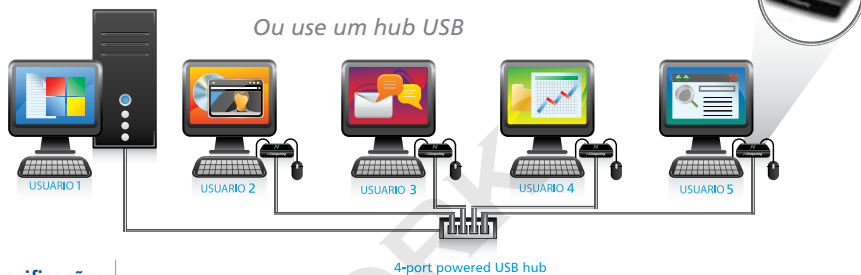 Ou use um hub USB
USUARIO 1
USUARIO 2
USUARIO 3
USUARIO 4
USUARIO 5
4-port powered USB hub